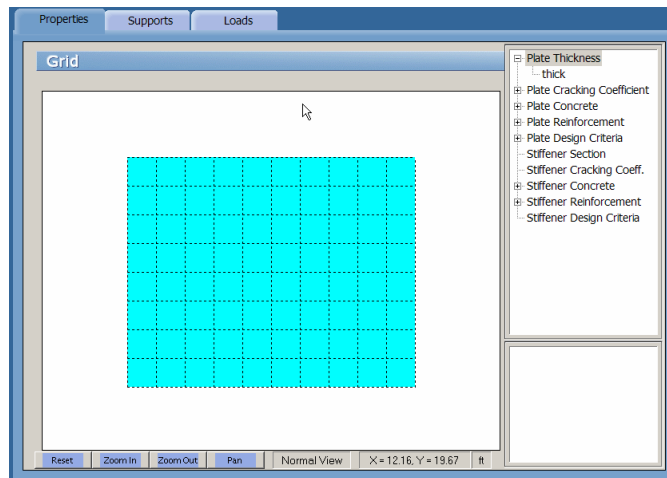 Properties Supports Loads
Grid
Plate Thickness
thick
Plate Cracking Coefficient
Plate Concrete
Plate Reinforcement
Plate Design Criteria
Stiffener Section
Stiffener Cracking Coeff.
Stiffener Concrete
Stiffener Reinforcement
Stiffener Design Criteria
Reset Zoom In Zoom Out Pan Normal View X = 12.16, Y = 19.67 ft